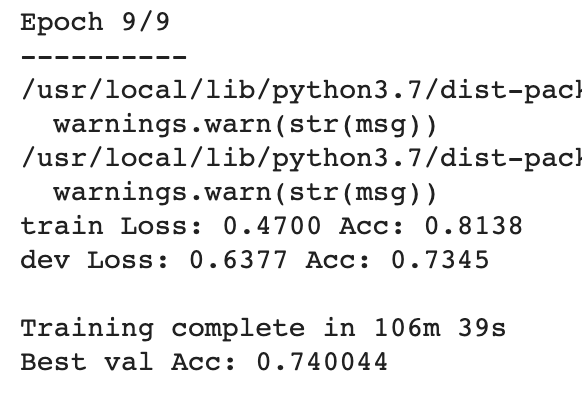 Epoch 9/9
----------
/usr/local/lib/python3.7/dist-pack
warnings.warn(str(msg))
/usr/local/lib/python3.7/dist-pack
warnings.warn(str(msg))
train Loss: 0.4700 Acc: 0.8138
dev Loss: 0.6377 Acc: 0.7345
Training complete in 106m 39s
Best val Acc: 0.740044